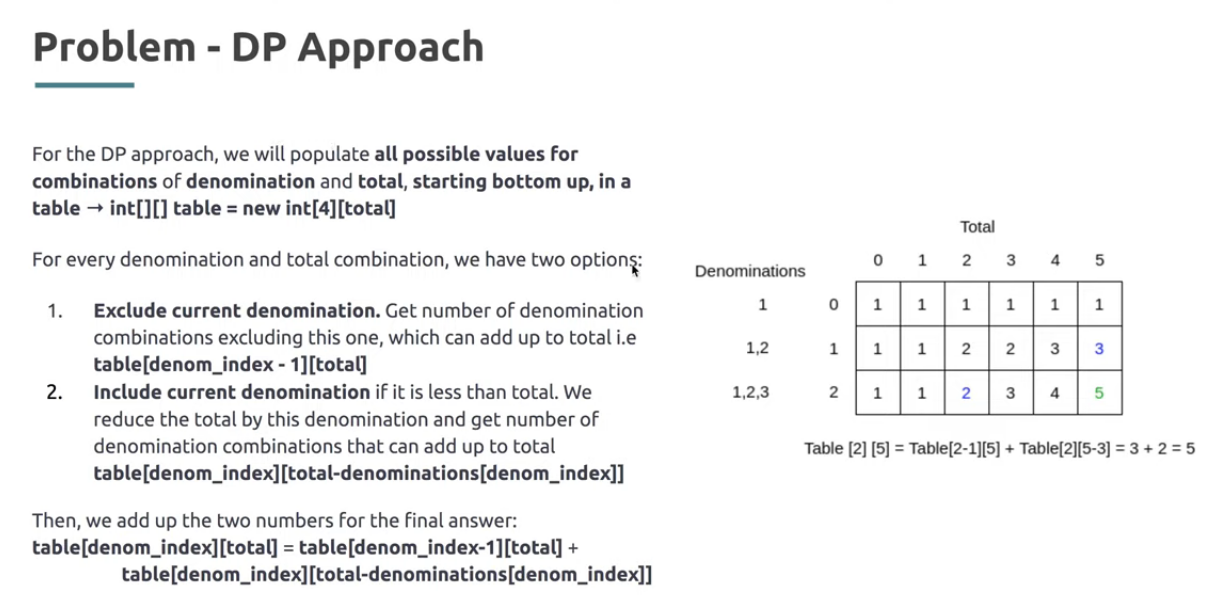 Problem - DP Approach
For the DP approach, we will populate all possible values for
combinations of denomination and total, starting bottom up, in a
table → int[][] table = new int[4][total]
For every denomination and total combination, we have two options:
1. Exclude current denomination. Get number of denomination
combinations excluding this one, which can add up to total i.e
table[denom_index - 1][total]
2. Include current denomination if it is less than total. We
reduce the total by this denomination and get number of
denomination combinations that can add up to total
table[denom_index][total-denominations[denom_index]]
Then, we add up the two numbers for the final answer:
table[denom_index][total] = table[denom_index-1][total] +
table[denom_index][total-denominations[denom_index]]
Total
0 1 2 3 4 5
Denominations
1 0 1 1 1 1 1 1
1,2 1 1 1 2 2 3 3
1,2,3 2 1 1 2 3 4 5
Table [2] [5] = Table[2-1][5] + Table[2][5-3] = 3 + 2 = 5